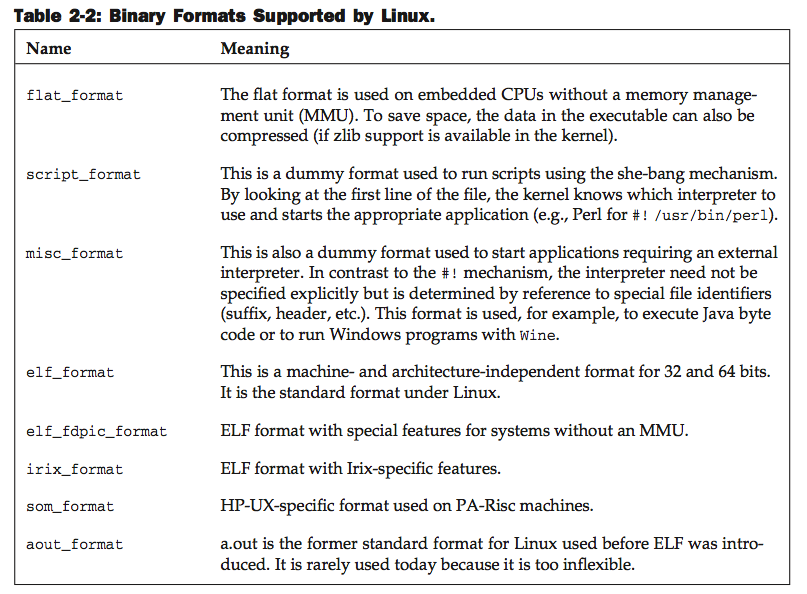 Table 2-2: Binary Formats Supported by Linux.
Name Meaning
flat_format The flat format is used on embedded CPUs without a memory manage-
ment unit (MMU). To save space, the data in the executable can also be
compressed (if zlib support is available in the kernel).
script_format This is a dummy format used to run scripts using the she-bang mechanism.
By looking at the first line of the file, the kernel knows which interpreter to
use and starts the appropriate application (e.g., Perl for #! /usr/bin/perl).
misc_format This is also a dummy format used to start applications requiring an external
interpreter. In contrast to the #! mechanism, the interpreter need not be
specified explicitly but is determined by reference to special file identifiers
(suffix, header, etc.). This format is used, for example, to execute Java byte
code or to run Windows programs with Wine.
elf_format This is a machine- and architecture-independent format for 32 and 64 bits.
It is the standard format under Linux.
elf_fdpic_format ELF format with special features for systems without an MMU.
irix_format ELF format with Irix-specific features.
som_format HP-UX-specific format used on PA-Risc machines.
aout_format a.out is the former standard format for Linux used before ELF was intro-
duced. It is rarely used today because it is too inflexible.